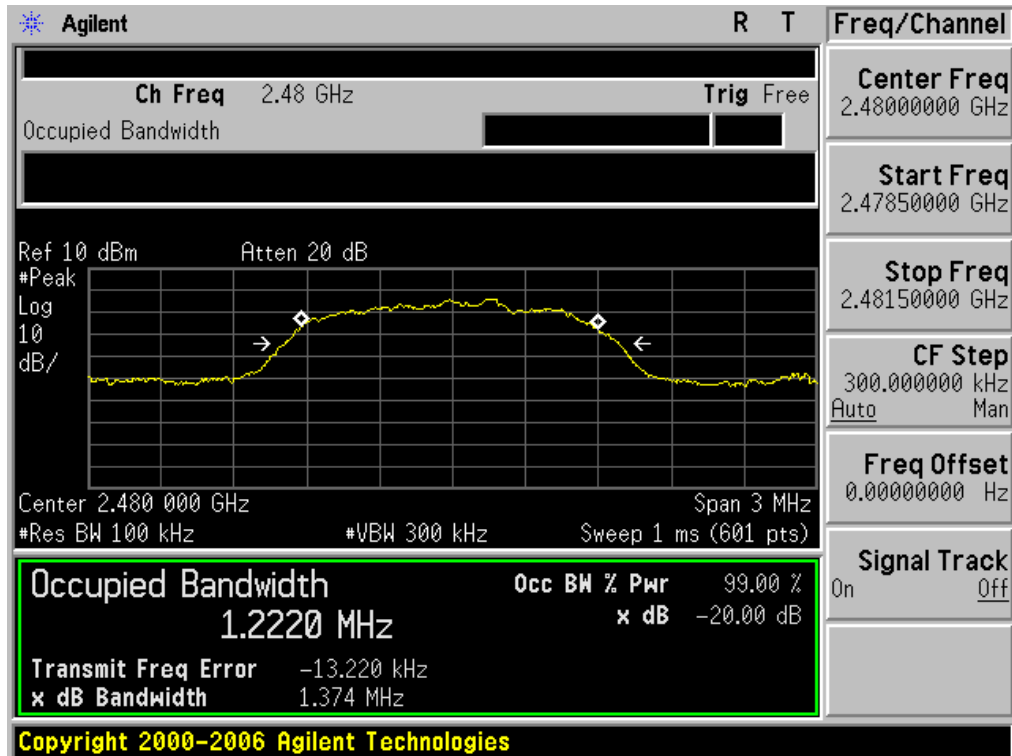 Agilent
R T
Freq/Channel
Ch Freq 2.48 GHz
Trig Free
Occupied Bandwidth
Center Freq
2.48000000 GHz
Start Freq
2.47850000 GHz
Stop Freq
2.48150000 GHz
CF Step
300.000000 kHz
Auto Man
Freq Offset
0.00000000 Hz
Signal Track
On Off
Ref 10 dBm
Atten 20 dB
#Peak
Log
10
dB/
Center 2.480 000 GHz
Span 3 MHz
#Res BW 100 kHz
#VBW 300 kHz
Sweep 1 ms (601 pts)
Occupied Bandwidth
1.2220 MHz
Occ BW % Pwr 99.00 %
x dB -20.00 dB
Transmit Freq Error -13.220 kHz
x dB Bandwidth 1.374 MHz
Copyright 2000-2006 Agilent Technologies